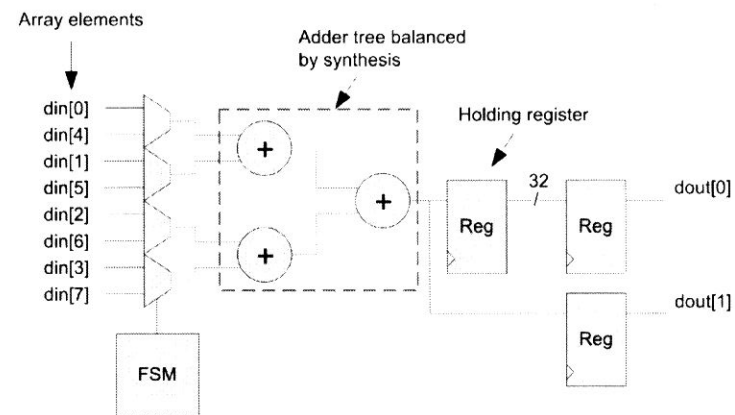 Array elements
Adder tree balanced
by synthesis
Holding register
din[0]
din[4]
din[1]
din[5]
din[2]
din[6]
din[3]
din[7]
+
+
+
Reg
32
Reg
dout[0]
Reg
dout[1]
FSM